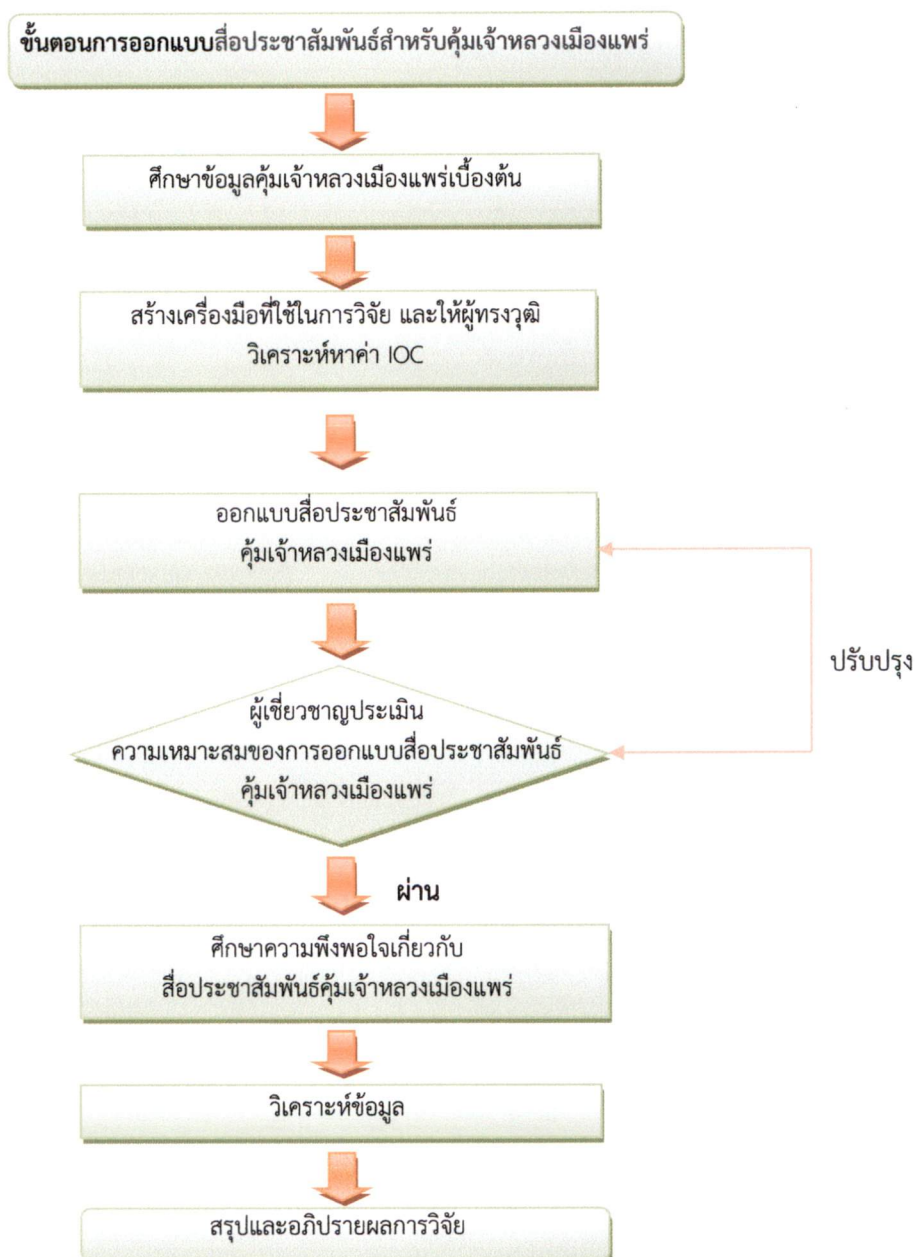 ขั้นตอนการออกแบบสื่อประชาสัมพันธ์สำหรับคุ้มเจ้าหลวงเมืองแพร่
ศึกษาข้อมูลคุ้มเจ้าหลวงเมืองแพร่เบื้องต้น
สร้างเครื่องมือที่ใช้ในการวิจัย และให้ผู้ทรงวุฒิ
วิเคราะห์หาค่า IOC
ออกแบบสื่อประชาสัมพันธ์
คุ้มเจ้าหลวงเมืองแพร่
ปรับปรุง
ผู้เชี่ยวชาญประเมิน
ความเหมาะสมของการออกแบบสื่อประชาสัมพันธ์
คุ้มเจ้าหลวงเมืองแพร่
ผ่าน
ศึกษาความพึงพอใจเกี่ยวกับ
สื่อประชาสัมพันธ์คุ้มเจ้าหลวงเมืองแพร่
วิเคราะห์ข้อมูล
สรุปและอภิปรายผลการวิจัย